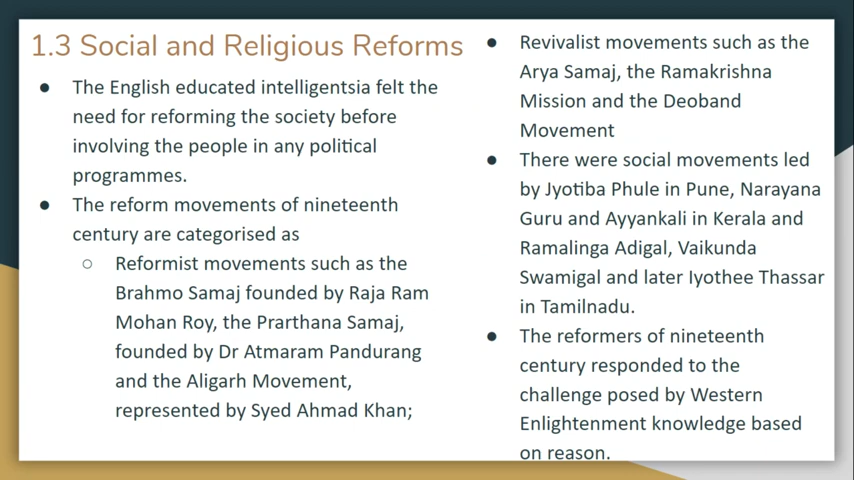 1.3 Social and Religious Reforms
● The English educated intelligentsia felt the
need for reforming the society before
involving the people in any political
programmes.
● The reform movements of nineteenth
century are categorised as
○ Reformist movements such as the
Brahmo Samaj founded by Raja Ram
Mohan Roy, the Prarthana Samaj,
founded by Dr Atmaram Pandurang
and the Aligarh Movement,
represented by Syed Ahmad Khan;
● Revivalist movements such as the
Arya Samaj, the Ramakrishna
Mission and the Deoband
Movement
● There were social movements led
by Jyotiba Phule in Pune, Narayana
Guru and Ayyankali in Kerala and
Ramalinga Adigal, Vaikunda
Swamigal and later Iyothee Thassar
in Tamilnadu.
● The reformers of nineteenth
century responded to the
challenge posed by Western
Enlightenment knowledge based
on reason.